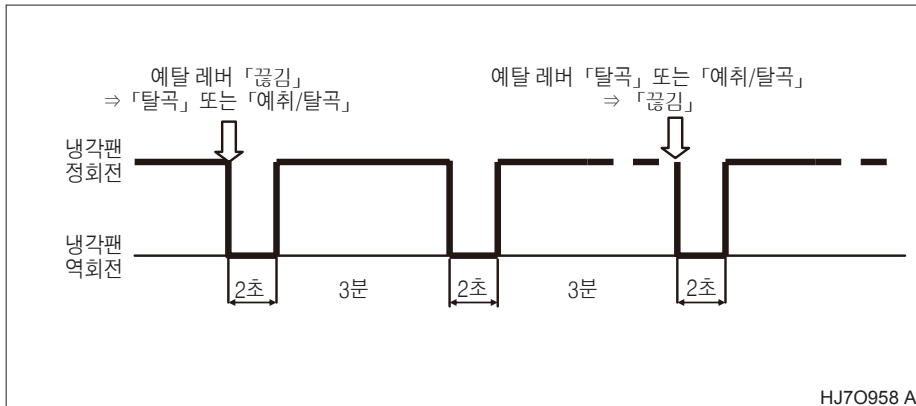 예탈 레버「끊김」
⇒「탈곡」또는「예취/탈곡」
예탈 레버「탈곡」또는「예취/탈곡」
⇒「끊김」
냉각팬
정회전
냉각팬
역회전
2초
3분
2초
3분
2초
HJ7O958 A